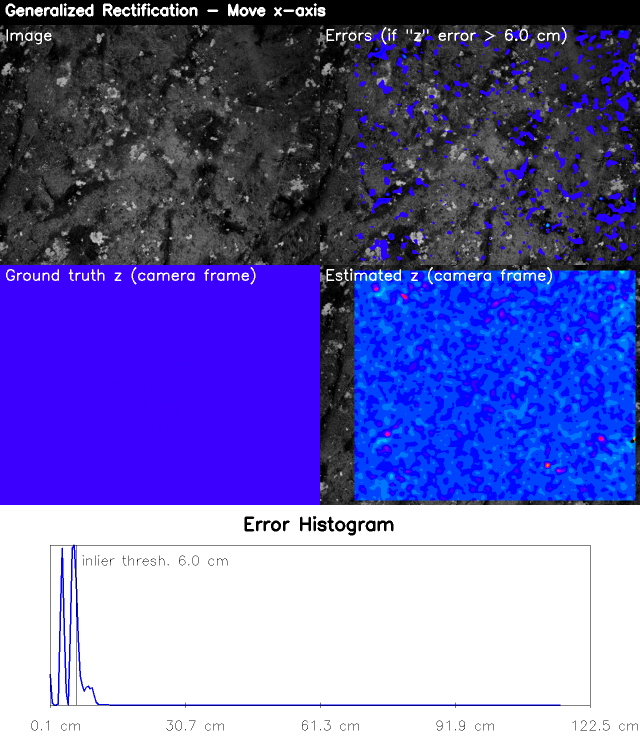 Generalized Rectification - Move x-axis
Image
Errors (if "z" error > 6.0 cm)
Ground truth z (camera frame)
Estimated z (camera frame)
Error Histogram
inlier thresh. 6.0 cm
0.1 cm
30.7 cm
61.3 cm
91.9 cm
122.5 cm